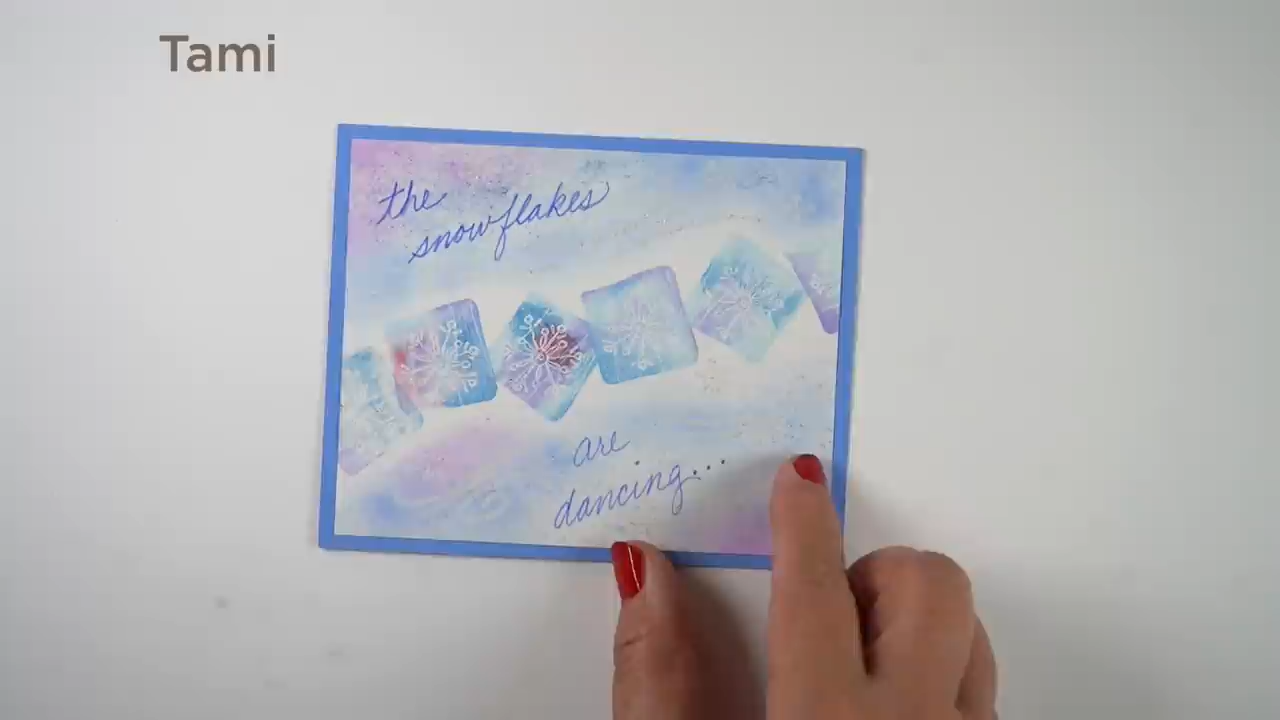 Tami
the
snowflakes
are
dancing...